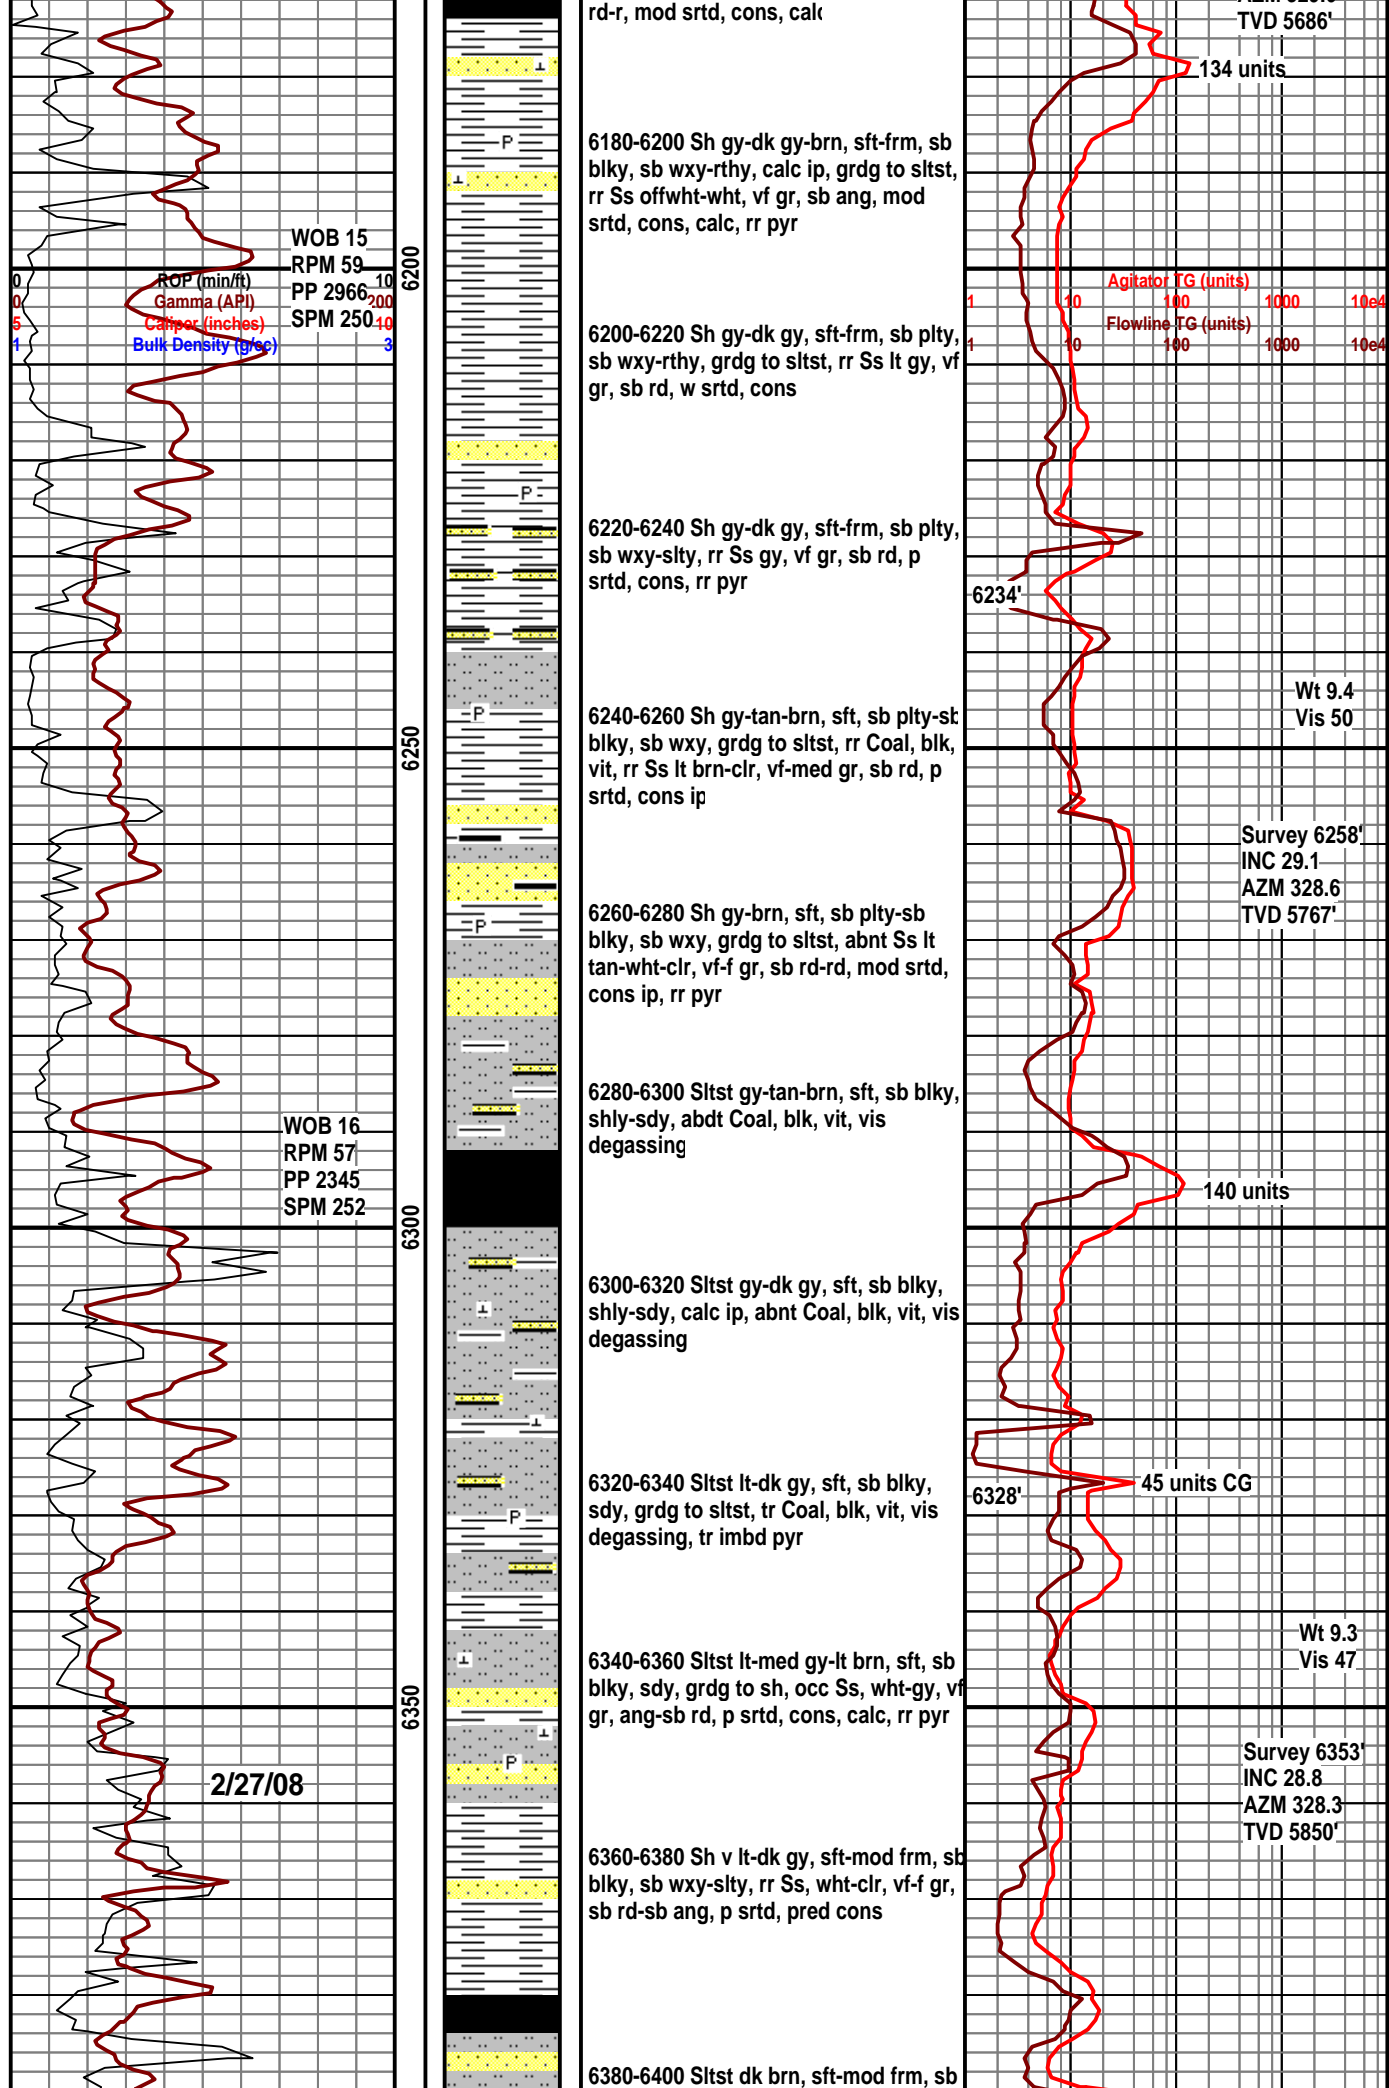 rd-r, mod srtd, cons, calc
TVD 5686'
134 units
6180-6200 Sh gy-dk gy-brn, sft-frm, sb
blky, sb wxy-rthy, calc ip, grdg to sltst,
rr Ss offwht-wht, vf gr, sb ang, mod
srtd, cons, calc, rr pyr
WOB 15
RPM 59
PP 2966
SPM 250
0 ROP (min/ft) 10
0 Gamma (API) 200
5 Caliper (inches) 10
1 Bulk Density (g/cc) 3
6200
Agitator TG (units)
1 10 100 1000 10e4
Flowline TG (units)
1 10 100 1000 10e4
6200-6220 Sh gy-dk gy, sft-frm, sb plty,
sb wxy-rthy, grdg to sltst, rr Ss lt gy, vf
gr, sb rd, w srtd, cons
P
P
6220-6240 Sh gy-dk gy, sft-frm, sb plty,
sb wxy-slty, rr Ss gy, vf gr, sb rd, p
srtd, cons, rr pyr
6234'
Wt 9.4
Vis 50
P
6240-6260 Sh gy-tan-brn, sft, sb plty-sb
blky, sb wxy, grdg to sltst, rr Coal, blk,
vit, rr Ss lt brn-clr, vf-med gr, sb rd, p
srtd, cons ip
6250
Survey 6258'
INC 29.1
AZM 328.6
TVD 5767'
P
6260-6280 Sh gy-brn, sft, sb plty-sb
blky, sb wxy, grdg to sltst, abnt Ss lt
tan-wht-clr, vf-f gr, sb rd-rd, mod srtd,
cons ip, rr pyr
6280-6300 Sltst gy-tan-brn, sft, sb blky,
shly-sdy, abdt Coal, blk, vit, vis
degassing
WOB 16
RPM 57
PP 2345
SPM 252
140 units
6300
6300-6320 Sltst gy-dk gy, sft, sb blky,
shly-sdy, calc ip, abnt Coal, blk, vit, vis
degassing
45 units CG
6328'
6320-6340 Sltst lt-dk gy, sft, sb blky,
sdy, grdg to sltst, tr Coal, blk, vit, vis
degassing, tr imbd pyr
P
Wt 9.3
Vis 47
6340-6360 Sltst lt-med gy-lt brn, sft, sb
blky, sdy, grdg to sh, occ Ss, wht-gy, vf
gr, ang-sb rd, p srtd, cons, calc, rr pyr
6350
P
2/27/08
Survey 6353'
INC 28.8
AZM 328.3
TVD 5850'
6360-6380 Sh v lt-dk gy, sft-mod frm, sb
blky, sb wxy-slty, rr Ss, wht-clr, vf-f gr,
sb rd-sb ang, p srtd, pred cons
6380-6400 Sltst dk brn, sft-mod frm, sb